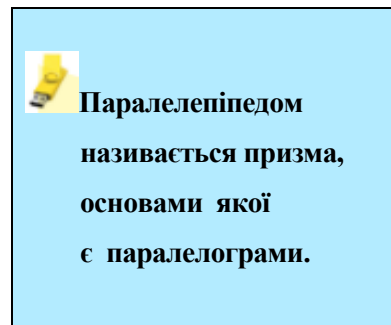 Паралелепіпедом
називається призма,
основами якої
є паралелограми.